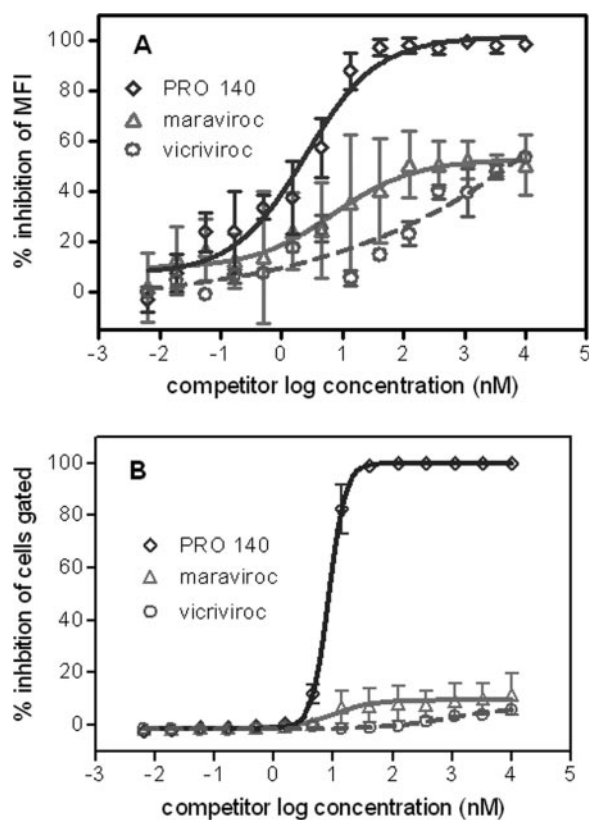 A
100
80
60
40
20
0
% inhibition of MFI
PRO 140
maraviroc
vicriviroc
-3 -2 -1 0 1 2 3 4 5
competitor log concentration (nM)
B
100
80
60
40
20
0
% inhbition of cells gated
PRO 140
maraviroc
vicriviroc
-3 -2 -1 0 1 2 3 4 5
competitor log concentration (nM)